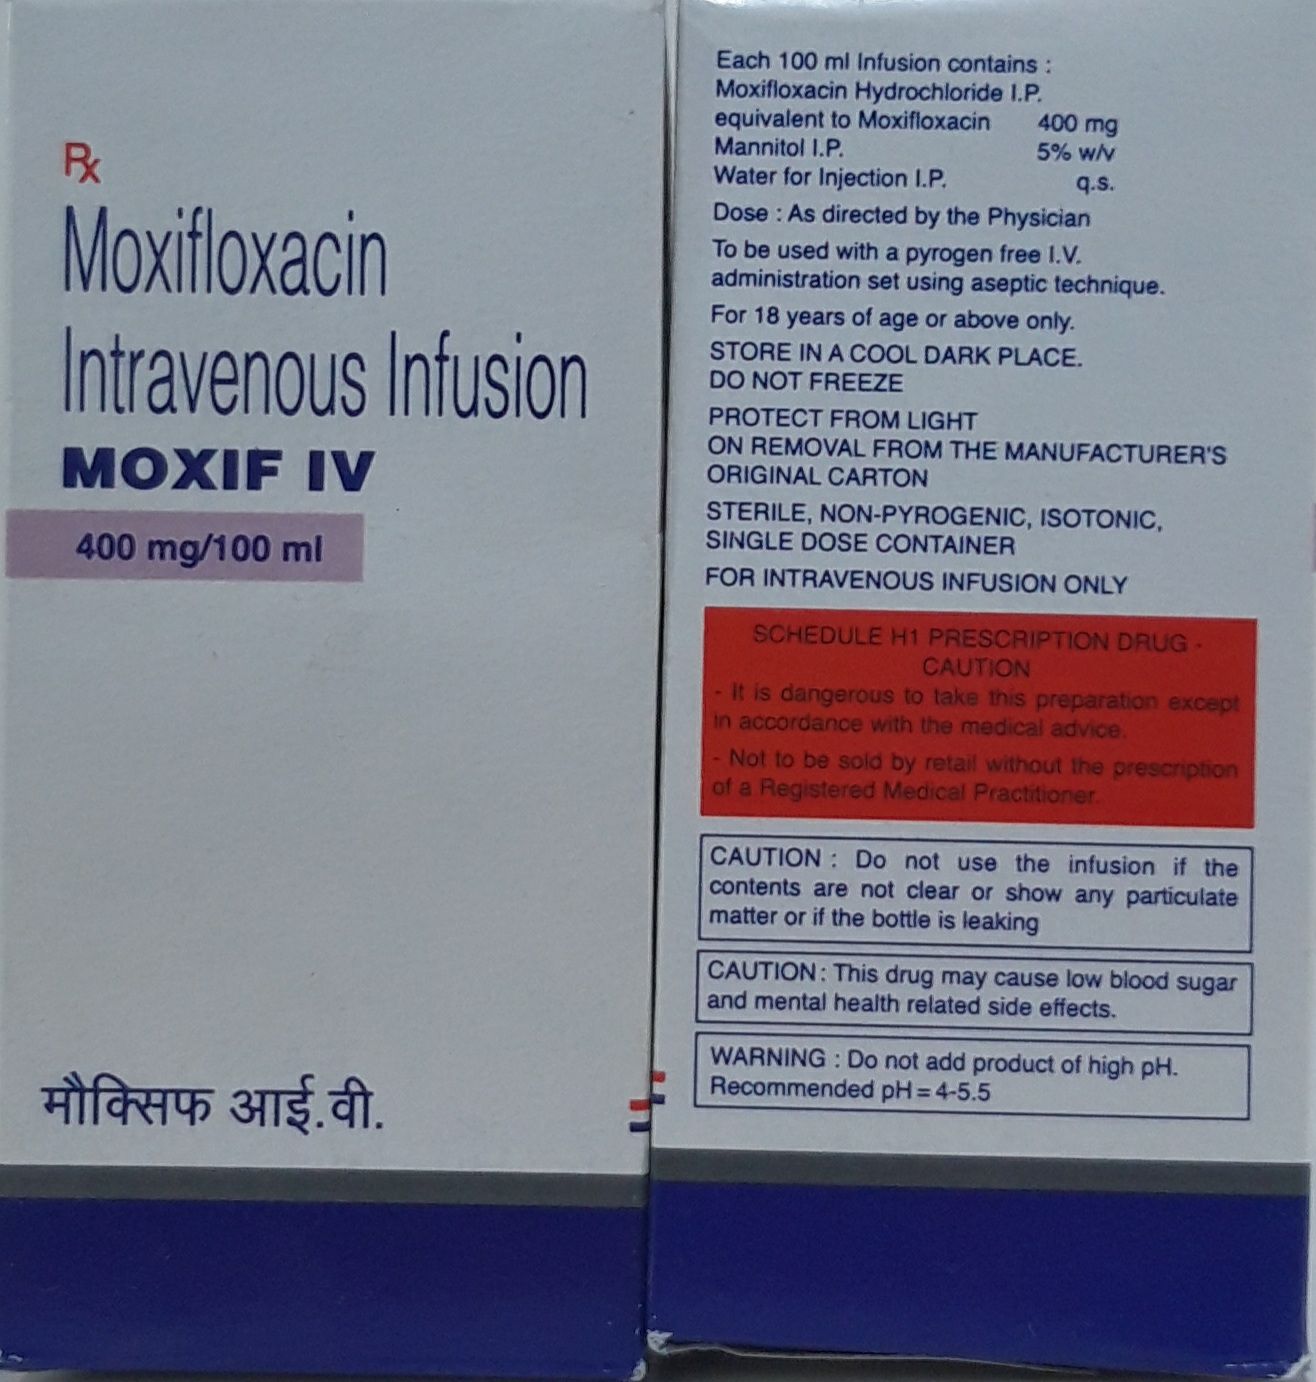 Rx
Moxifloxacin
Intravenous Infusion
MOXIF IV
400 mg/100 ml
मौक्सिफ आई.वी.
Each 100 ml Infusion contains :
Moxifloxacin Hydrochloride I.P.
equivalent to Moxifloxacin 400 mg
Mannitol I.P. 5% w/v
Water for Injection I.P. q.s.
Dose : As directed by the Physician
To be used with a pyrogen free I.V.
administration set using aseptic technique.
For 18 years of age or above only.
STORE IN A COOL DARK PLACE.
DO NOT FREEZE
PROTECT FROM LIGHT
ON REMOVAL FROM THE MANUFACTURER'S
ORIGINAL CARTON
STERILE, NON-PYROGENIC, ISOTONIC,
SINGLE DOSE CONTAINER
FOR INTRAVENOUS INFUSION ONLY
SCHEDULE H1 PRESCRIPTION DRUG -
CAUTION
- It is dangerous to take this preparation except
in accordance with the medical advice.
- Not to be sold by retail without the prescription
of a Registered Medical Practitioner.
CAUTION : Do not use the infusion if the
contents are not clear or show any particulate
matter or if the bottle is leaking
CAUTION : This drug may cause low blood sugar
and mental health related side effects.
WARNING : Do not add product of high pH.
Recommended pH = 4-5.5